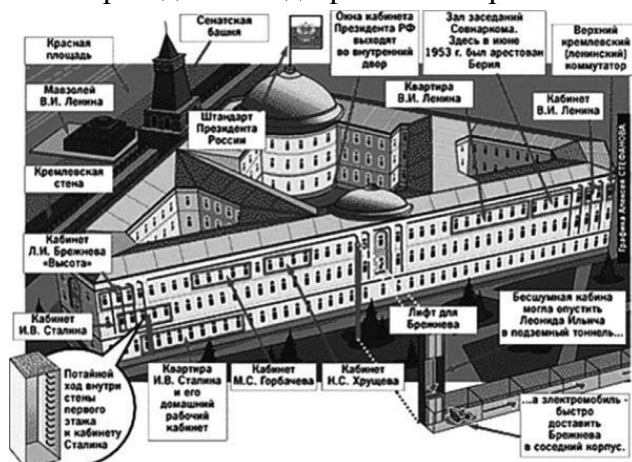 Сенатская
башня
Окна кабинета
Президента РФ
выходят
во внутренний
двор
Зал заседаний
Совнаркома.
Здесь в июне
1953 г. был арестован
Берия
Верхний
кремлевский
(ленинский)
коммутатор
Красная
площадь
Мавзолей
В.И. Ленина
Штандарт
Президента
России
Квартира
В.И. Ленина
Кабинет
В.И. Ленина
Кремлевская
стена
Графика Алексея СТЕФАНОВА.
Кабинет
Л.И. Брежнева
«Высота»
Кабинет
И.В. Сталина
Потайной
ход внутри
стены
первого
этажа
к кабинету
Сталина
Квартира
И.В. Сталина
и его
домашний
рабочий
кабинет
Кабинет
М.С. Горбачева
Кабинет
Н.С. Хрущева
Лифт для
Брежнева
Бесшумная кабина
могла опустить
Леонида Ильича
в подземный тоннель...
...а электромобиль -
быстро
доставить
Брежнева
в соседний корпус.